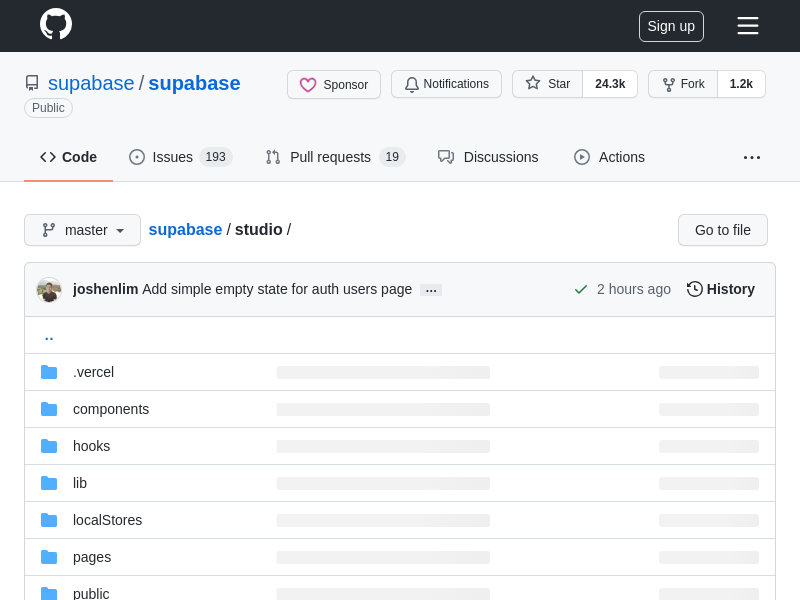 Sign up
supabase / supabase
Public
Sponsor
Notifications
Star 24.3k
Fork 1.2k
Code
Issues 193
Pull requests 19
Discussions
Actions
master
supabase / studio /
Go to file
joshenlim Add simple empty state for auth users page …
2 hours ago
History
..
.vercel
components
hooks
lib
localStores
pages
public